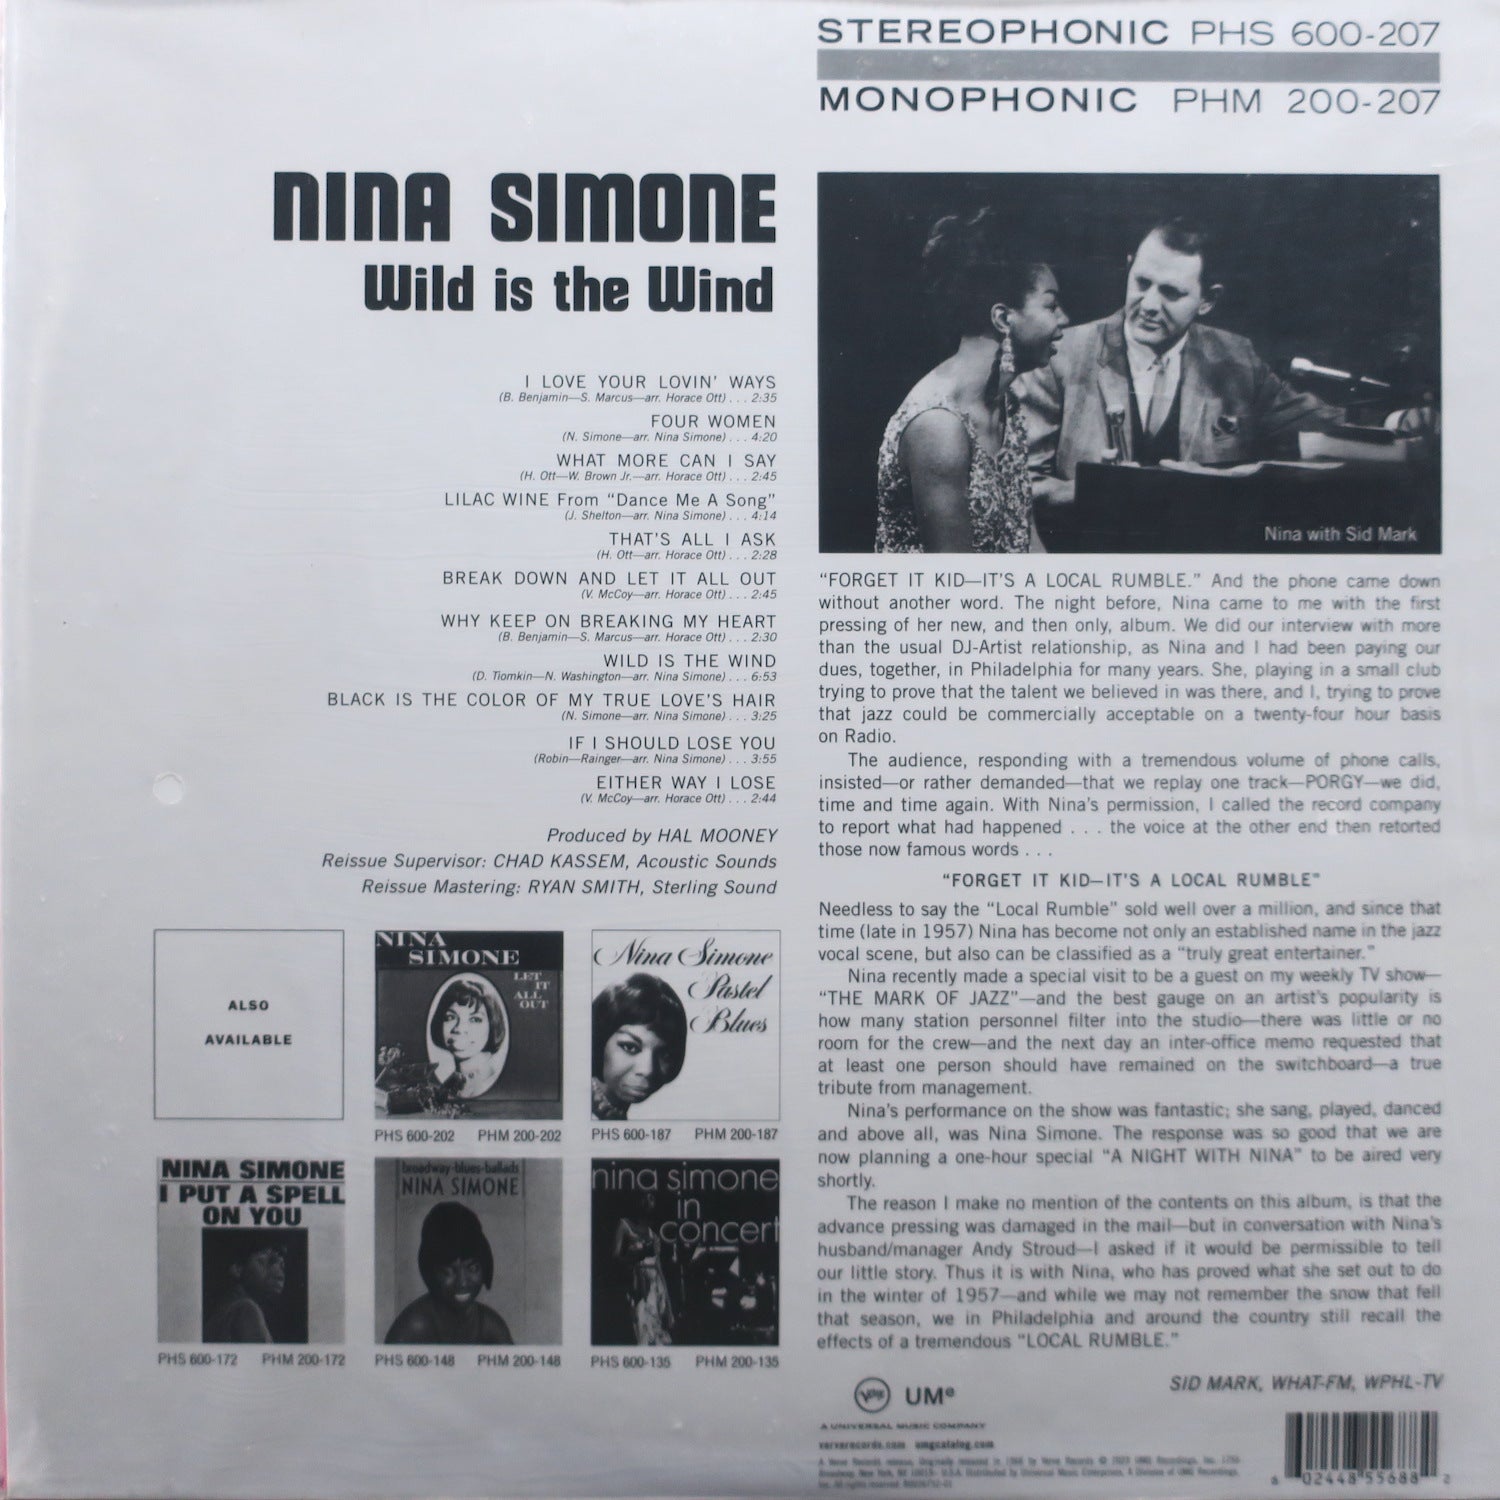 STEREOPHONIC PHS 600-207
MONOPHONIC PHM 200-207
NINA SIMONE
Wild is the Wind
I LOVE YOUR LOVIN' WAYS
(B. Benjamin—S. Marcus—arr. Horace Ott) . . . 2:35
FOUR WOMEN
(N. Simone—arr. Nina Simone) . . . 4:20
WHAT MORE CAN I SAY
(H. Ott—W. Brown Jr.—arr. Horace Ott) . . . 2:45
LILAC WINE From "Dance Me A Song"
(J. Shelton—arr. Nina Simone) . . . 4:14
THAT'S ALL I ASK
(H. Ott—arr. Horace Ott) . . . 2:28
BREAK DOWN AND LET IT ALL OUT
(V. McCoy—arr. Horace Ott) . . . 2:45
WHY KEEP ON BREAKING MY HEART
(B. Benjamin—S. Marcus—arr. Horace Ott) . . . 2:30
WILD IS THE WIND
(D. Tiomkin—N. Washington—arr. Nina Simone) . . . 6:53
BLACK IS THE COLOR OF MY TRUE LOVE'S HAIR
(N. Simone—arr. Nina Simone) . . . 3:25
IF I SHOULD LOSE YOU
(Robin—Rainger—arr. Nina Simone) . . . 3:55
EITHER WAY I LOSE
(V. McCoy—arr. Horace Ott) . . . 2:44
Produced by HAL MOONEY
Reissue Supervisor: CHAD KASSEM, Acoustic Sounds
Reissue Mastering: RYAN SMITH, Sterling Sound
ALSO
AVAILABLE
NINA
SIMONE
LET
IT
ALL
OUT
PHS 600-202 PHM 200-202
Nina Simone
Pastel
Blues
PHS 600-187 PHM 200-187
NINA SIMONE
I PUT A SPELL
ON YOU
PHS 600-172 PHM 200-172
broadway-blues-ballads
NINA SIMONE
PHS 600-148 PHM 200-148
nina simone
in
concert
PHS 600-135 PHM 200-135
Nina with Sid Mark
"FORGET IT KID—IT'S A LOCAL RUMBLE." And the phone came down
without another word. The night before, Nina came to me with the first
pressing of her new, and then only, album. We did our interview with more
than the usual DJ-Artist relationship, as Nina and I had been paying our
dues, together, in Philadelphia for many years. She, playing in a small club
trying to prove that the talent we believed in was there, and I, trying to prove
that jazz could be commercially acceptable on a twenty-four hour basis
on Radio.
The audience, responding with a tremendous volume of phone calls,
insisted—or rather demanded—that we replay one track—PORGY—we did,
time and time again. With Nina's permission, I called the record company
to report what had happened . . . the voice at the other end then retorted
those now famous words . . .
"FORGET IT KID—IT'S A LOCAL RUMBLE"
Needless to say the "Local Rumble" sold well over a million, and since that
time (late in 1957) Nina has become not only an established name in the jazz
vocal scene, but also can be classified as a "truly great entertainer."
Nina recently made a special visit to be a guest on my weekly TV show—
"THE MARK OF JAZZ"—and the best gauge on an artist's popularity is
how many station personnel filter into the studio—there was little or no
room for the crew—and the next day an inter-office memo requested that
at least one person should have remained on the switchboard—a true
tribute from management.
Nina's performance on the show was fantastic; she sang, played, danced
and above all, was Nina Simone. The response was so good that we are
now planning a one-hour special "A NIGHT WITH NINA" to be aired very
shortly.
The reason I make no mention of the contents on this album, is that the
advance pressing was damaged in the mail—but in conversation with Nina's
husband/manager Andy Stroud—I asked if it would be permissible to tell
our little story. Thus it is with Nina, who has proved what she set out to do
in the winter of 1957—and while we may not remember the snow that fell
that season, we in Philadelphia and around the country still recall the
effects of a tremendous "LOCAL RUMBLE."
SID MARK, WHAT-FM, WPHL-TV
Verve UMe
A UNIVERSAL MUSIC COMPANY
ververecords.com umgcatalog.com
02448 55688 2